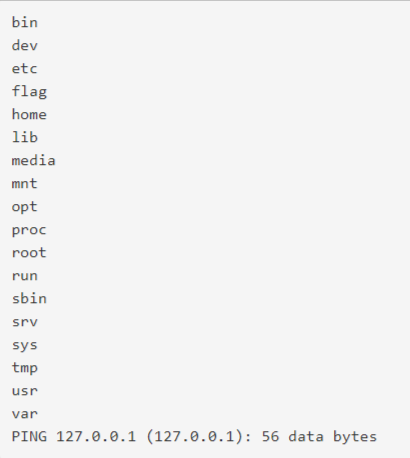 bin
dev
etc
flag
home
lib
media
mnt
opt
proc
root
run
sbin
srv
sys
tmp
usr
var
PING 127.0.0.1 (127.0.0.1): 56 data bytes